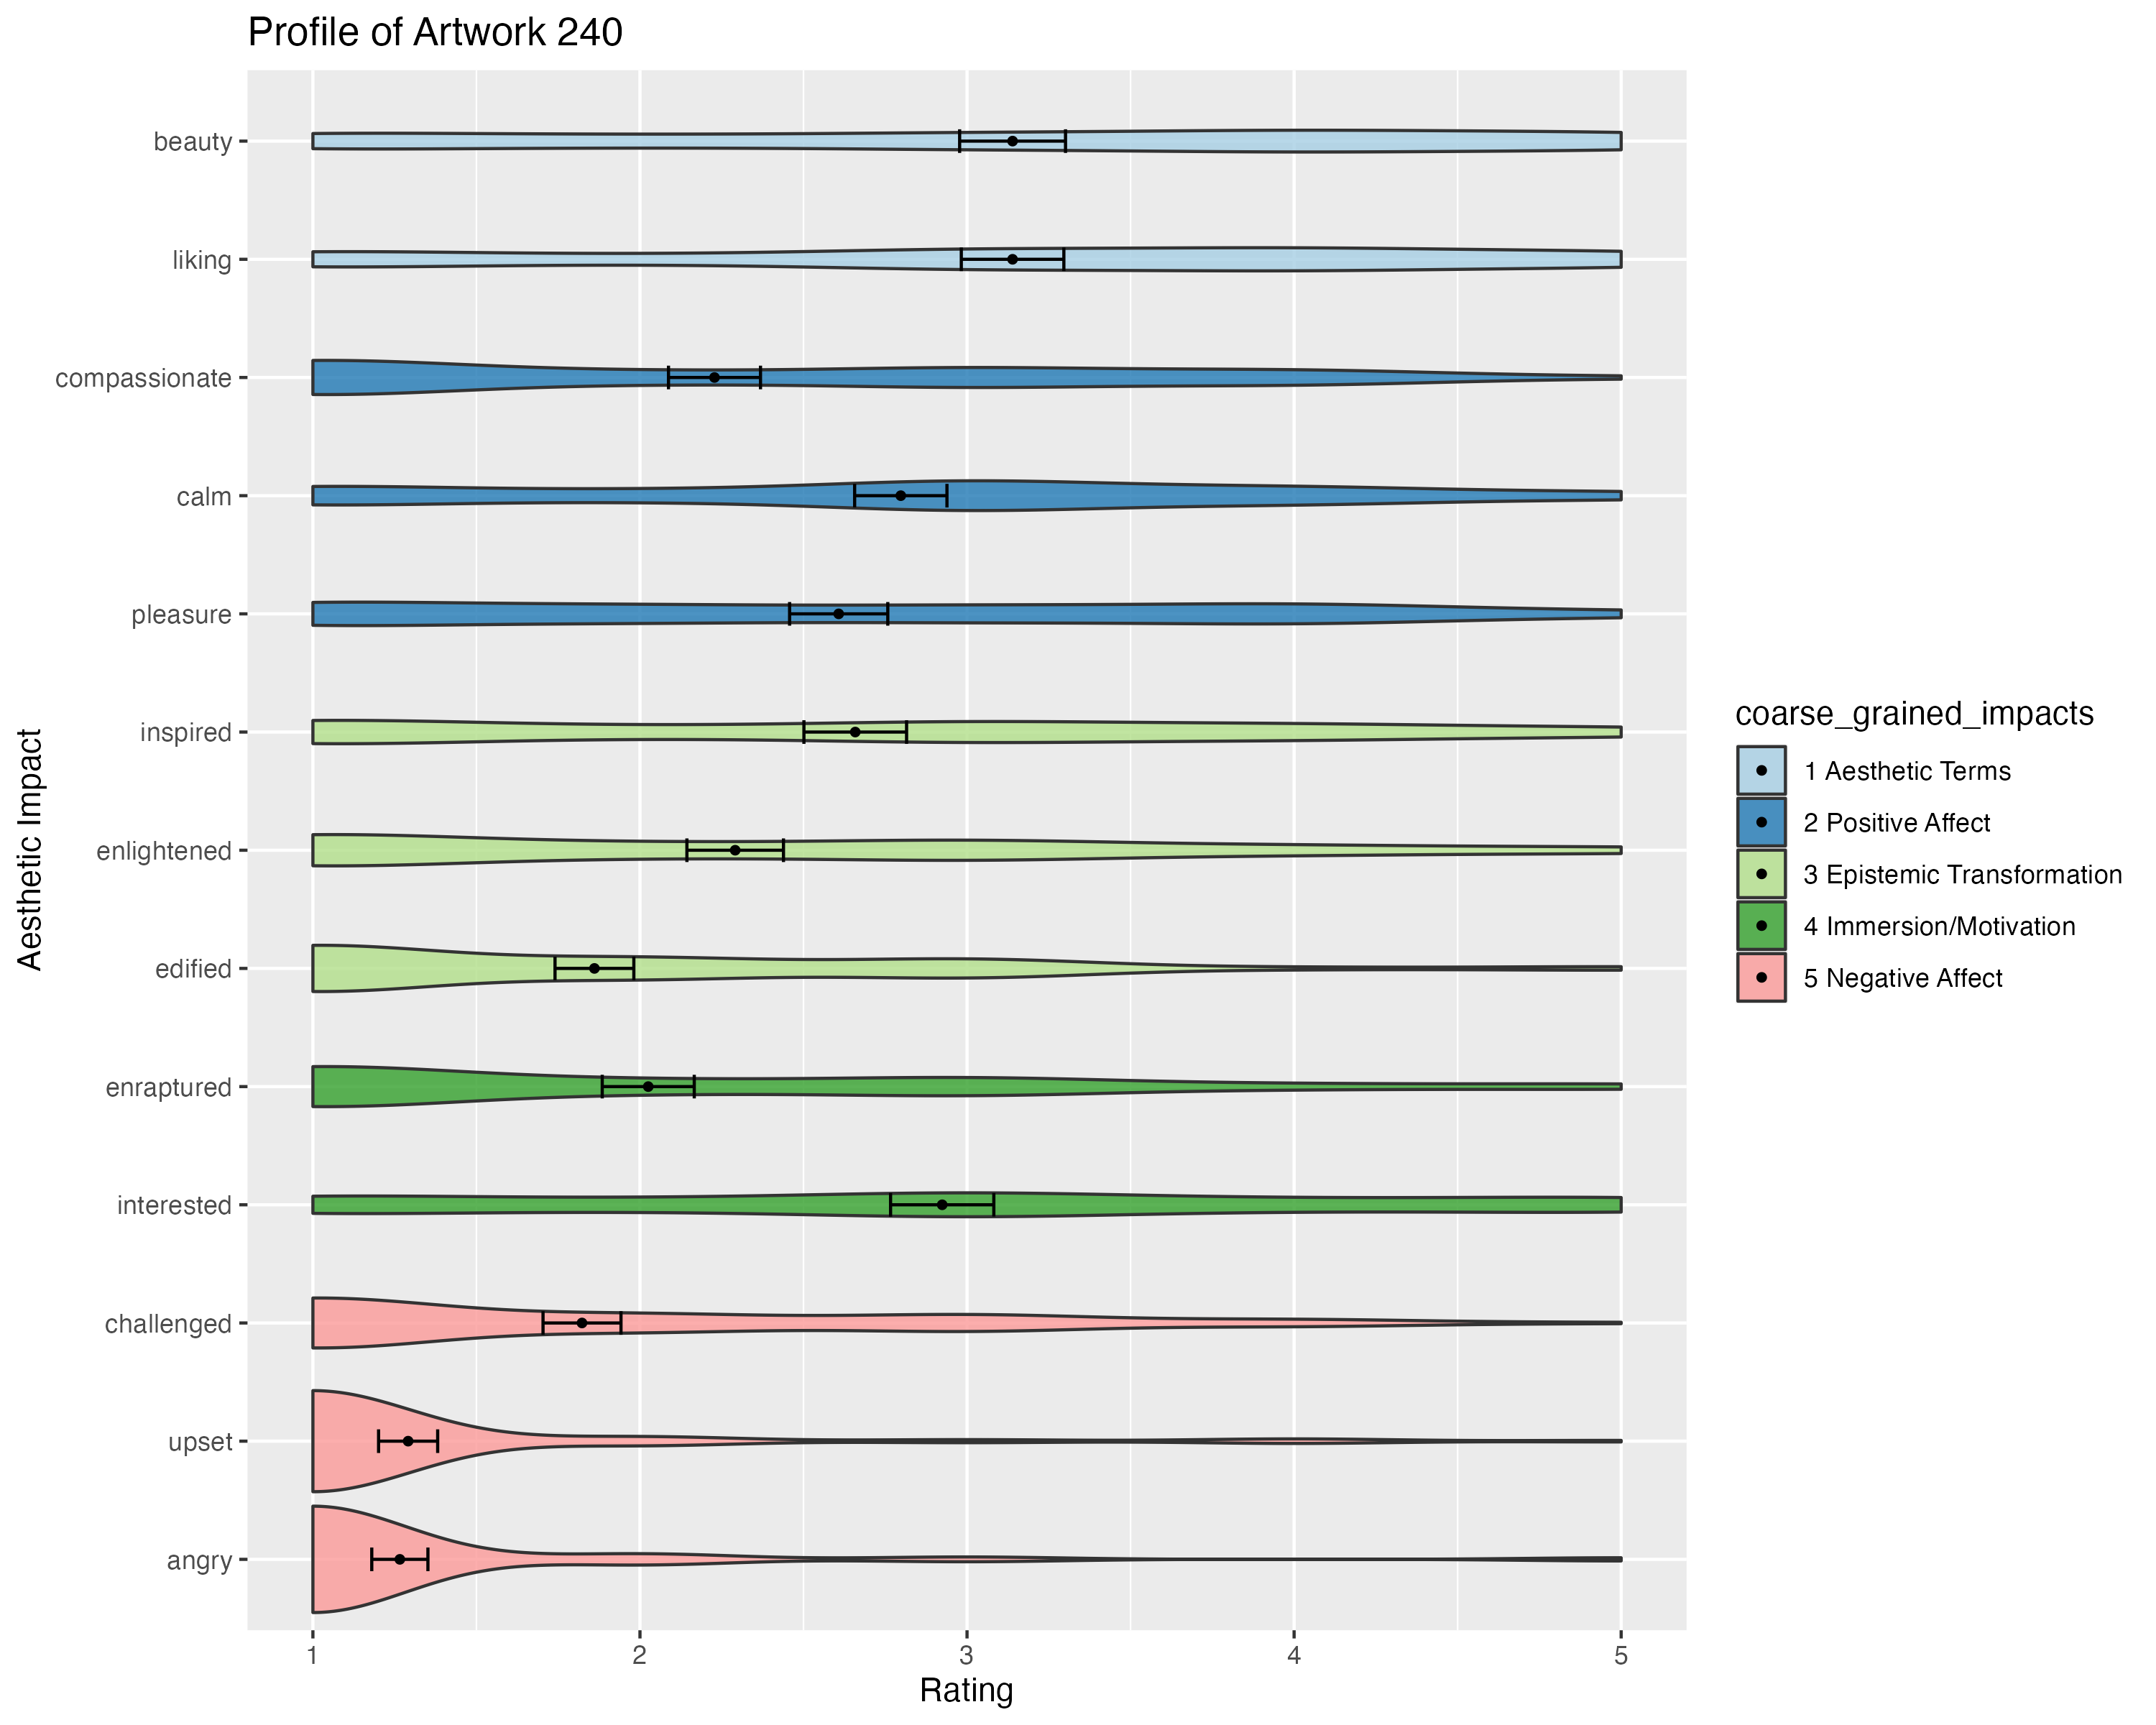 Profile of Artwork 240
Aesthetic Impact
beauty
liking
compassionate
calm
pleasure
inspired
enlightened
edified
enraptured
interested
challenged
upset
angry
1 2 3 4 5
Rating
coarse_grained_impacts
1 Aesthetic Terms
2 Positive Affect
3 Epistemic Transformation
4 Immersion/Motivation
5 Negative Affect